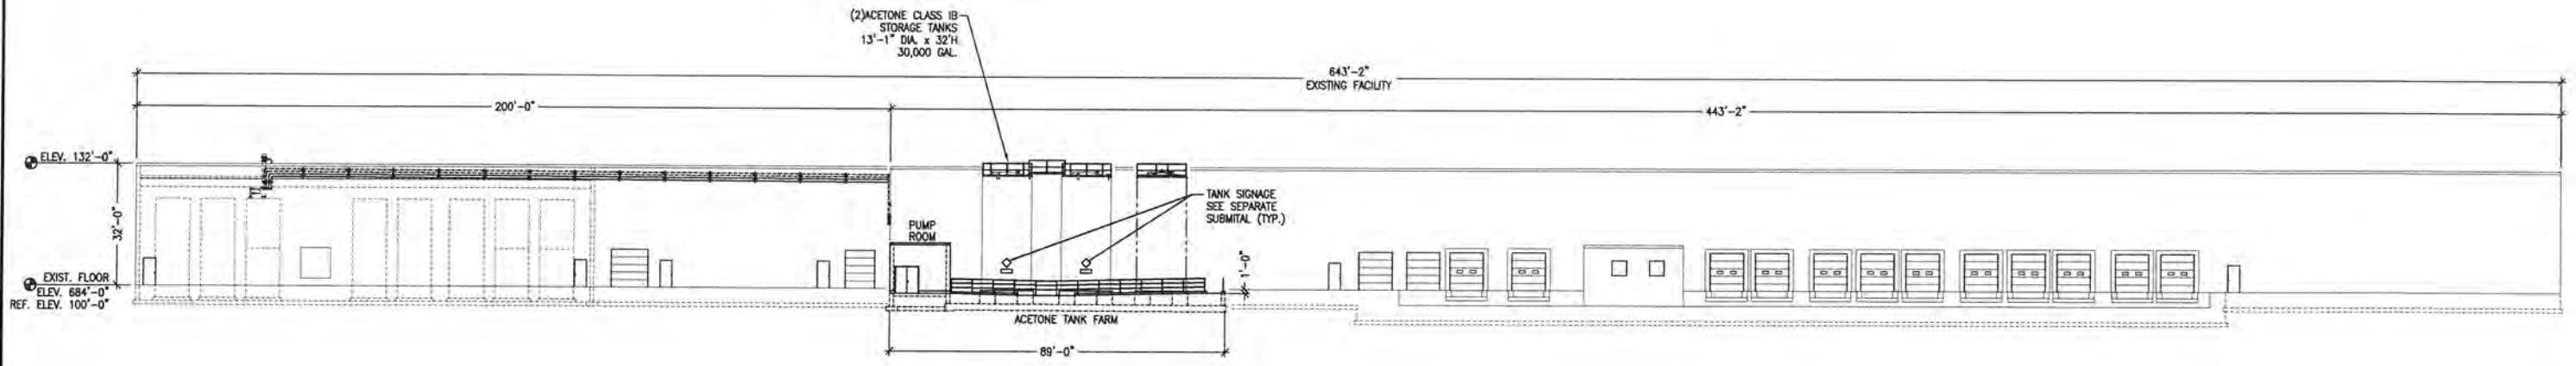 (2)ACETONE CLASS IB
STORAGE TANKS
13'-1" DIA. x 32'H
30,000 GAL.
643'-2"
EXISTING FACILITY
200'-0"
443'-2"
ELEV. 132'-0"
32'-0"
EXIST. FLOOR
ELEV. 684'-0"
REF. ELEV. 100'-0"
PUMP
ROOM
TANK SIGNAGE
SEE SEPARATE
SUBMITAL (TYP.)
1'-0"
ACETONE TANK FARM
89'-0"